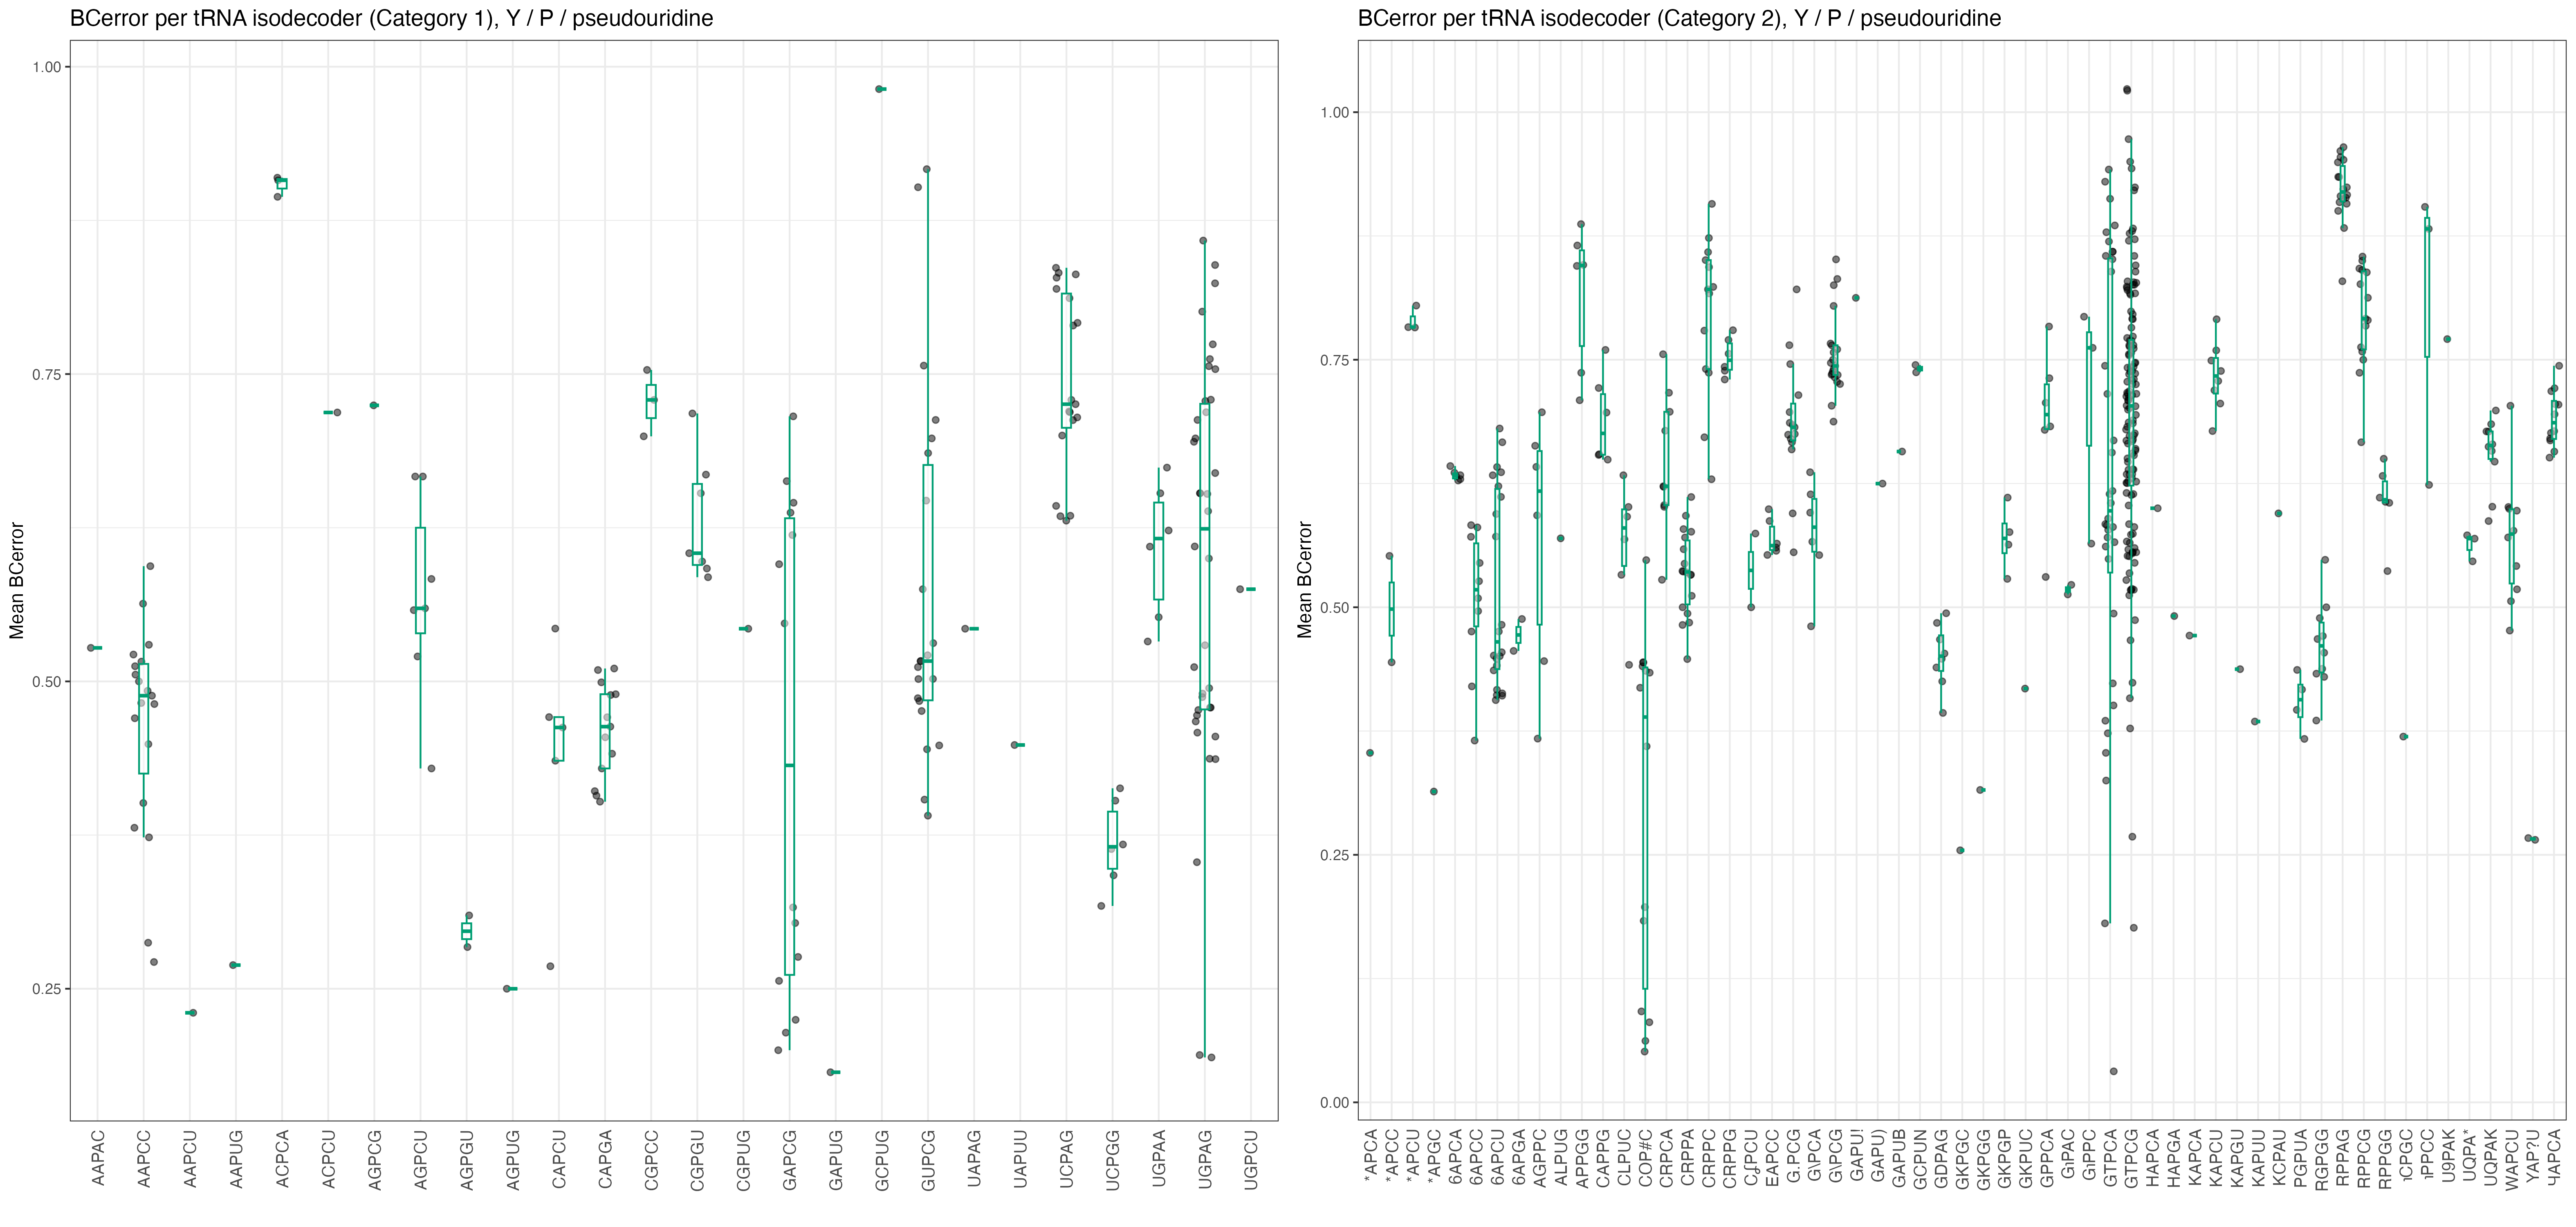 BCerror per tRNA isodecoder (Category 1), Y / P / pseudouridine
Mean BCerror
1.00
0.75
0.50
0.25
AAPAC
AAPCC
AAPCU
AAPUG
ACPCA
ACPCU
AGPCG
AGPCU
AGPGU
AGPUG
CAPCU
CAPGA
CGPCC
CGPGU
CGPUG
GAPCG
GAPUG
GCPUG
GUPCG
UAPAG
UAPUU
UCPAG
UCPGG
UGPAA
UGPAG
UGPCU
BCerror per tRNA isodecoder (Category 2), Y / P / pseudouridine
Mean BCerror
1.00
0.75
0.50
0.25
0.00
*APCA
*APCC
*APCU
*APGC
6APCA
6APCC
6APCU
6APGA
AGPPC
ALPUG
APPGG
CAPPG
CLPUC
COP#C
CRPCA
CRPPA
CRPPC
CRPPG
EAPCC
G.PCG
G\PCA
G\PCG
GAPU!
GAPU)
GAPUB
GCPUN
GDPAG
GKPGC
GKPGG
GKPGP
GKPUC
GPPCA
GTPCA
GTPCG
HAPCA
HAPGA
KAPCA
KAPCU
KAPGU
KAPUU
KCPAU
PGPUA
RGPGG
RPPAG
RPPCG
RPPGG
U9PAK
UQPA*
UQPAK
WAPCU
YAP?U